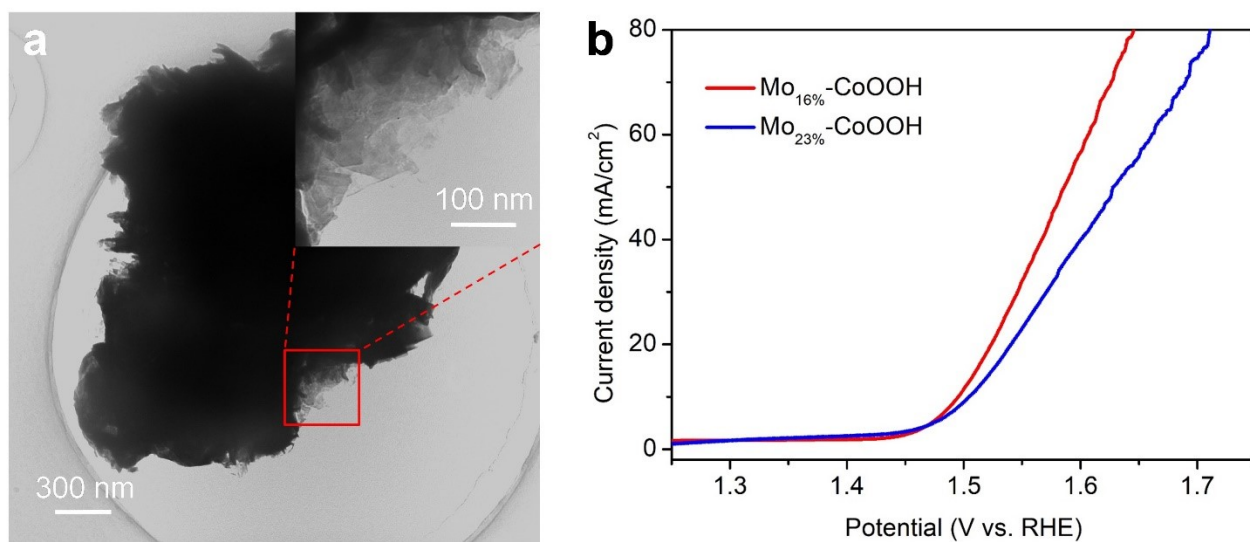 a
100 nm
300 nm
b
80
60
40
20
0
Current density (mA/cm²)
Mo₁₆%-CoOOH
Mo₂₃%-CoOOH
1.3 1.4 1.5 1.6 1.7
Potential (V vs. RHE)